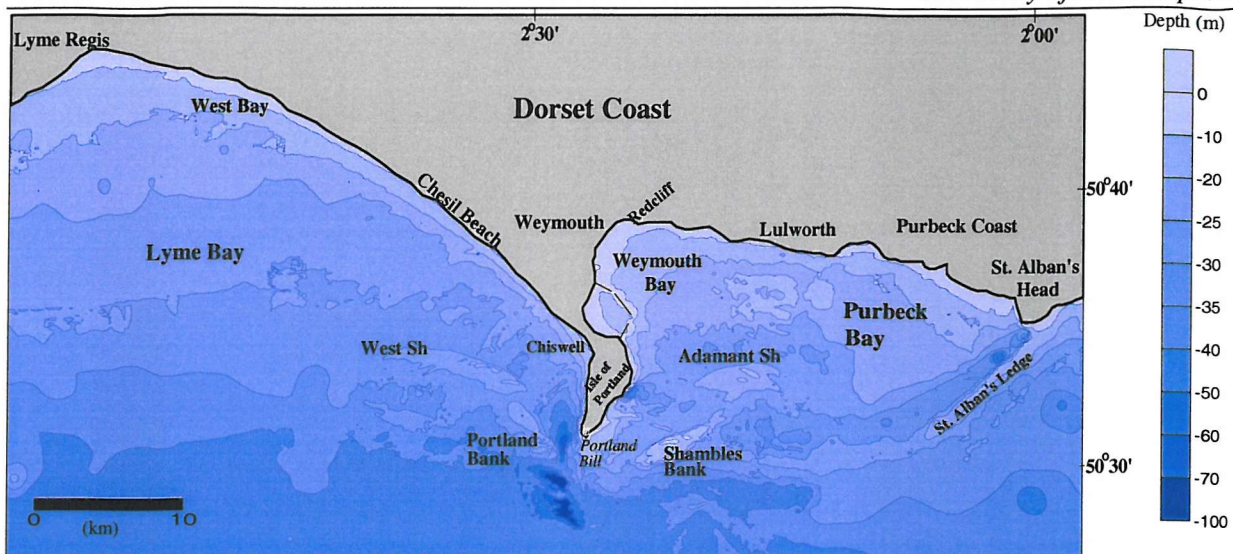 Depth (m)
2°30'
2°00'
Lyme Regis
West Bay
Dorset Coast
0
-10
-20
-25
-30
-35
-40
-50
-60
-70
-100
50°40'
Chesil Beach
Weymouth
Redcliff
Lulworth
Purbeck Coast
Lyme Bay
Weymouth
Bay
St. Alban's
Head
Purbeck
Bay
West Sh
Chiswell
Isle of
Portland
Adamant Sh
St. Alban's Ledge
Portland
Bank
Portland
Bill
Shambles
Bank
50°30'
0 10
(km)